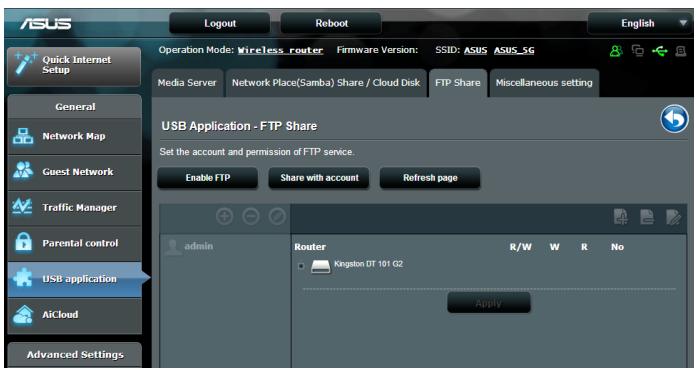 ASUS
Logout
Reboot
English
Quick Internet Setup
Operation Mode: Wireless router Firmware Version: SSID: ASUS ASUS_5G
Media Server
Network Place(Samba) Share / Cloud Disk
FTP Share
Miscellaneous setting
General
Network Map
Guest Network
Traffic Manager
Parental control
USB application
AiCloud
Advanced Settings
USB Application - FTP Share
Set the account and permission of FTP service.
Enable FTP
Share with account
Refresh page
admin
Router R/W W R No
Kingston DT 101 G2
Apply